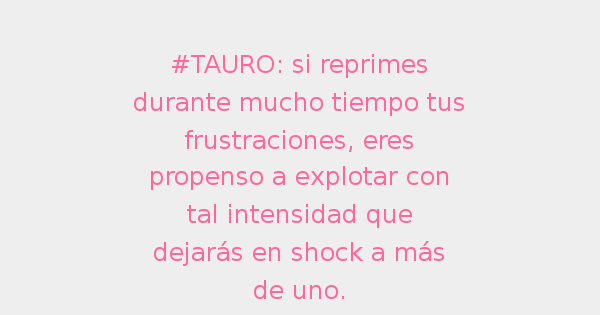 #TAURO: si reprimes
durante mucho tiempo tus
frustraciones, eres
propenso a explotar con
tal intensidad que
dejarás en shock a más
de uno.